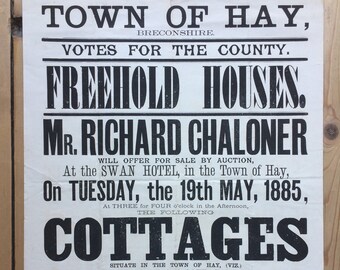 TOWN OF HAY,
BRECONSHIRE.
VOTES FOR THE COUNTY.
FREEHOLD HOUSES.
MR. RICHARD CHALONER
WILL OFFER FOR SALE BY AUCTION,
At the SWAN HOTEL, in the Town of Hay,
On TUESDAY, the 19th MAY, 1885,
At THREE for FOUR o'clock in the Afternoon,
THE FOLLOWING
COTTAGES
SITUATE IN THE TOWN OF HAY, (VIZ.)